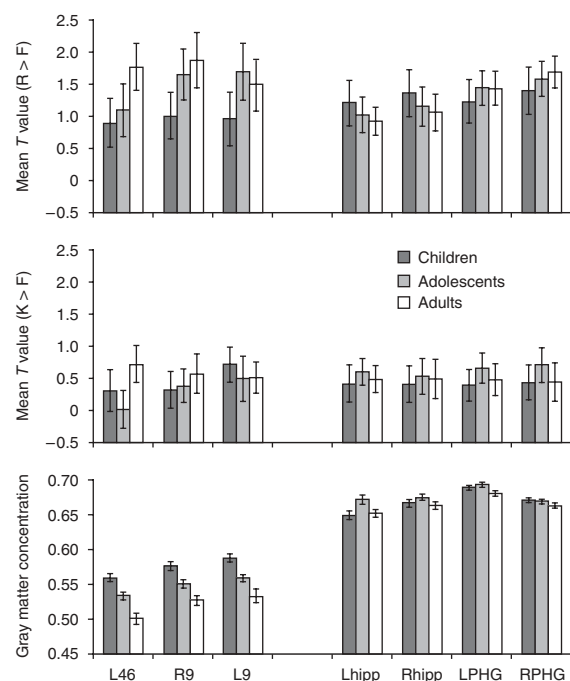 Mean T value (R > F)
2.5
2.0
1.5
1.0
0.5
0
−0.5
Mean T value (K > F)
2.5
2.0
1.5
1.0
0.5
0
−0.5
Children
Adolescents
Adults
Gray matter concentration
0.70
0.65
0.60
0.55
0.50
0.45
L46 R9 L9 Lhipp Rhipp LPHG RPHG